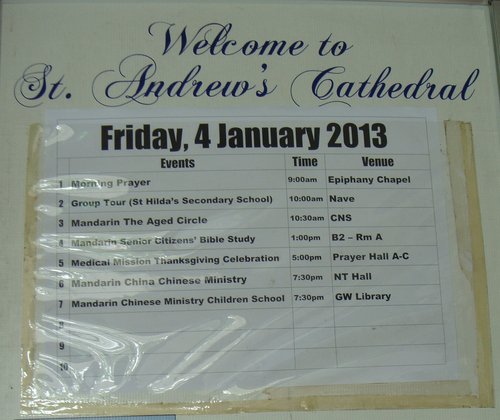 Welcome to
St. Andrew's Cathedral
Friday, 4 January 2013
Events Time Venue
1 Morning Prayer 9:00am Epiphany Chapel
2 Group Tour (St Hilda's Secondary School) 10:00am Nave
3 Mandarin The Aged Circle 10:30am CNS
4 Mandarin Senior Citizens' Bible Study 1:00pm B2 – Rm A
5 Medical Mission Thanksgiving Celebration 5:00pm Prayer Hall A-C
6 Mandarin China Chinese Ministry 7:30pm NT Hall
7 Mandarin Chinese Ministry Children School 7:30pm GW Library
8
9
10